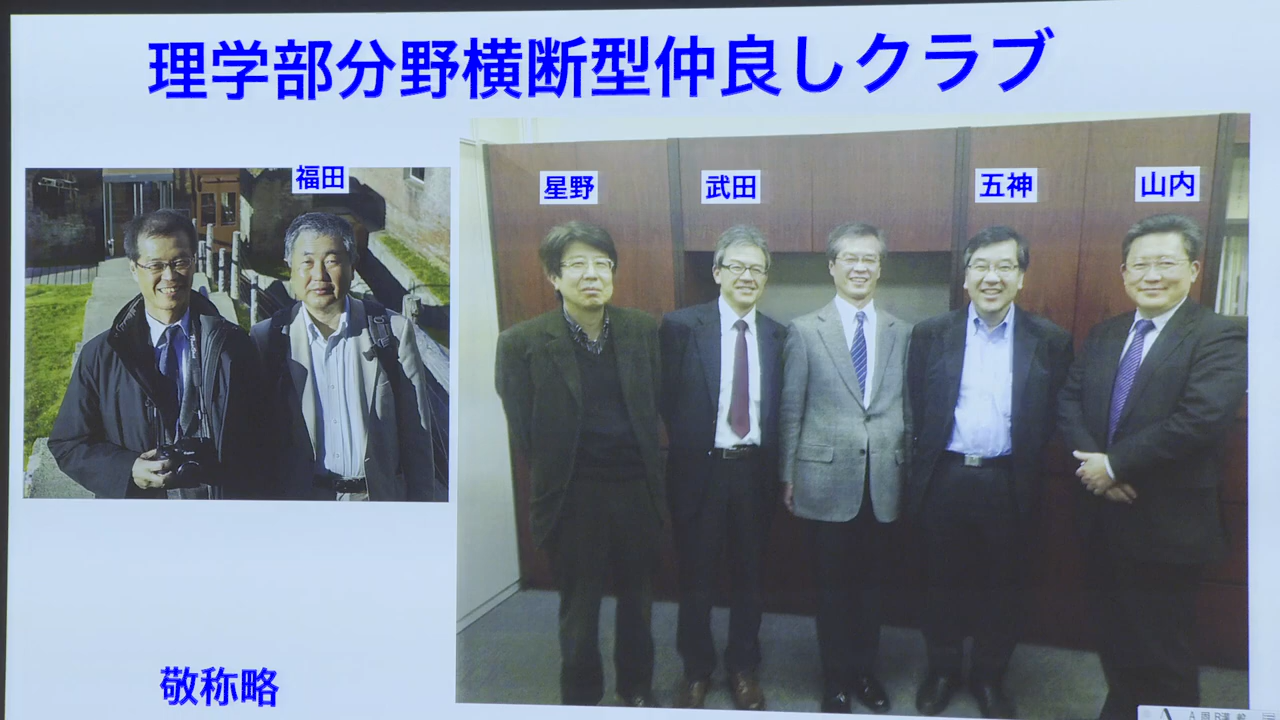 理学部分野横断型仲良しクラブ
福田
星野
武田
五神
山内
敬称略